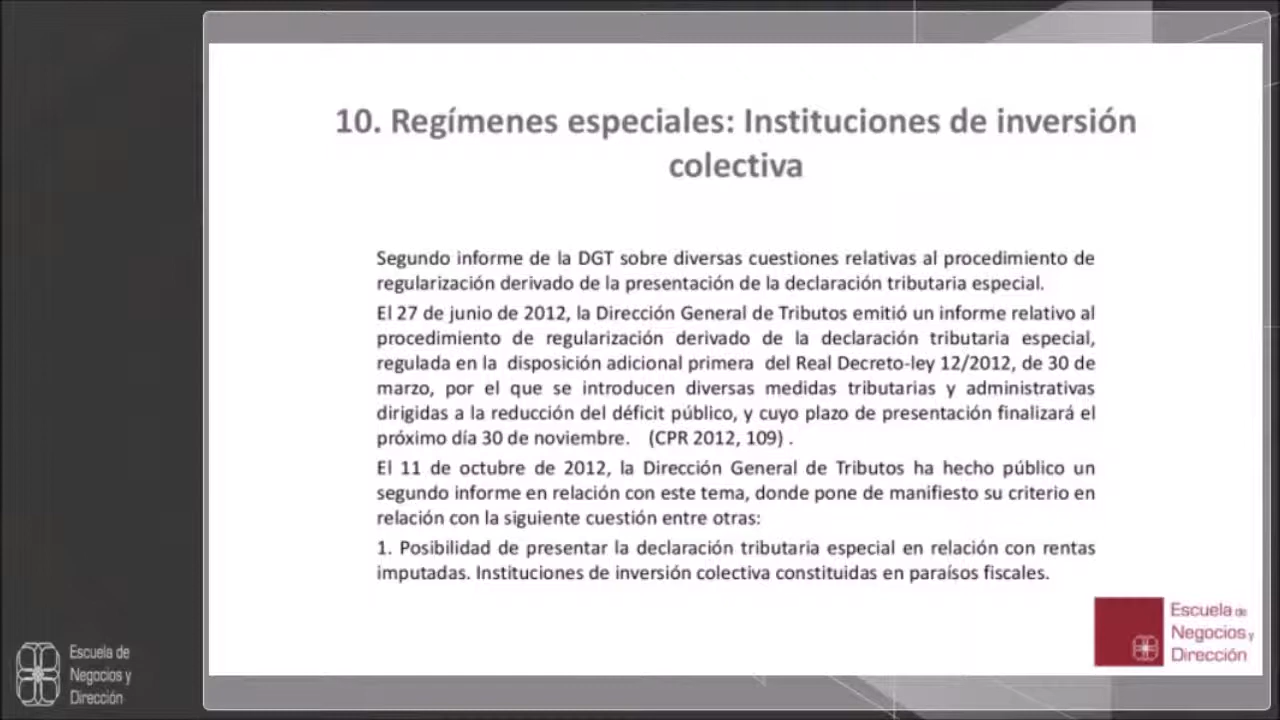 10. Regímenes especiales: Instituciones de inversión
colectiva
Segundo informe de la DGT sobre diversas cuestiones relativas al procedimiento de
regularización derivado de la presentación de la declaración tributaria especial.
El 27 de junio de 2012, la Dirección General de Tributos emitió un informe relativo al
procedimiento de regularización derivado de la declaración tributaria especial,
regulada en la disposición adicional primera del Real Decreto-ley 12/2012, de 30 de
marzo, por el que se introducen diversas medidas tributarias y administrativas
dirigidas a la reducción del déficit público, y cuyo plazo de presentación finalizará el
próximo día 30 de noviembre. (CPR 2012, 109) .
El 11 de octubre de 2012, la Dirección General de Tributos ha hecho público un
segundo informe en relación con este tema, donde pone de manifiesto su criterio en
relación con la siguiente cuestión entre otras:
1. Posibilidad de presentar la declaración tributaria especial en relación con rentas
imputadas. Instituciones de inversión colectiva constituidas en paraísos fiscales.
Escuela de
Negocios y
Dirección
Escuela de
Negocios y
Dirección